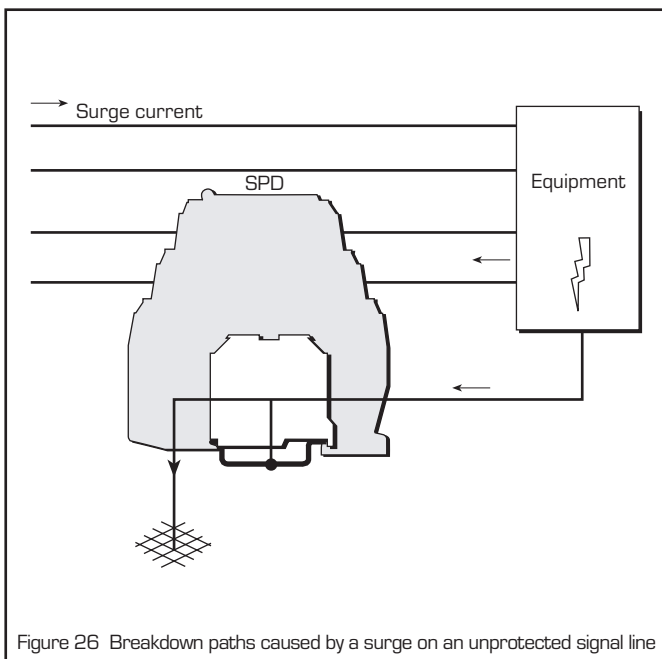 Surge current
SPD
Equipment
Figure 26 Breakdown paths caused by a surge on an unprotected signal line